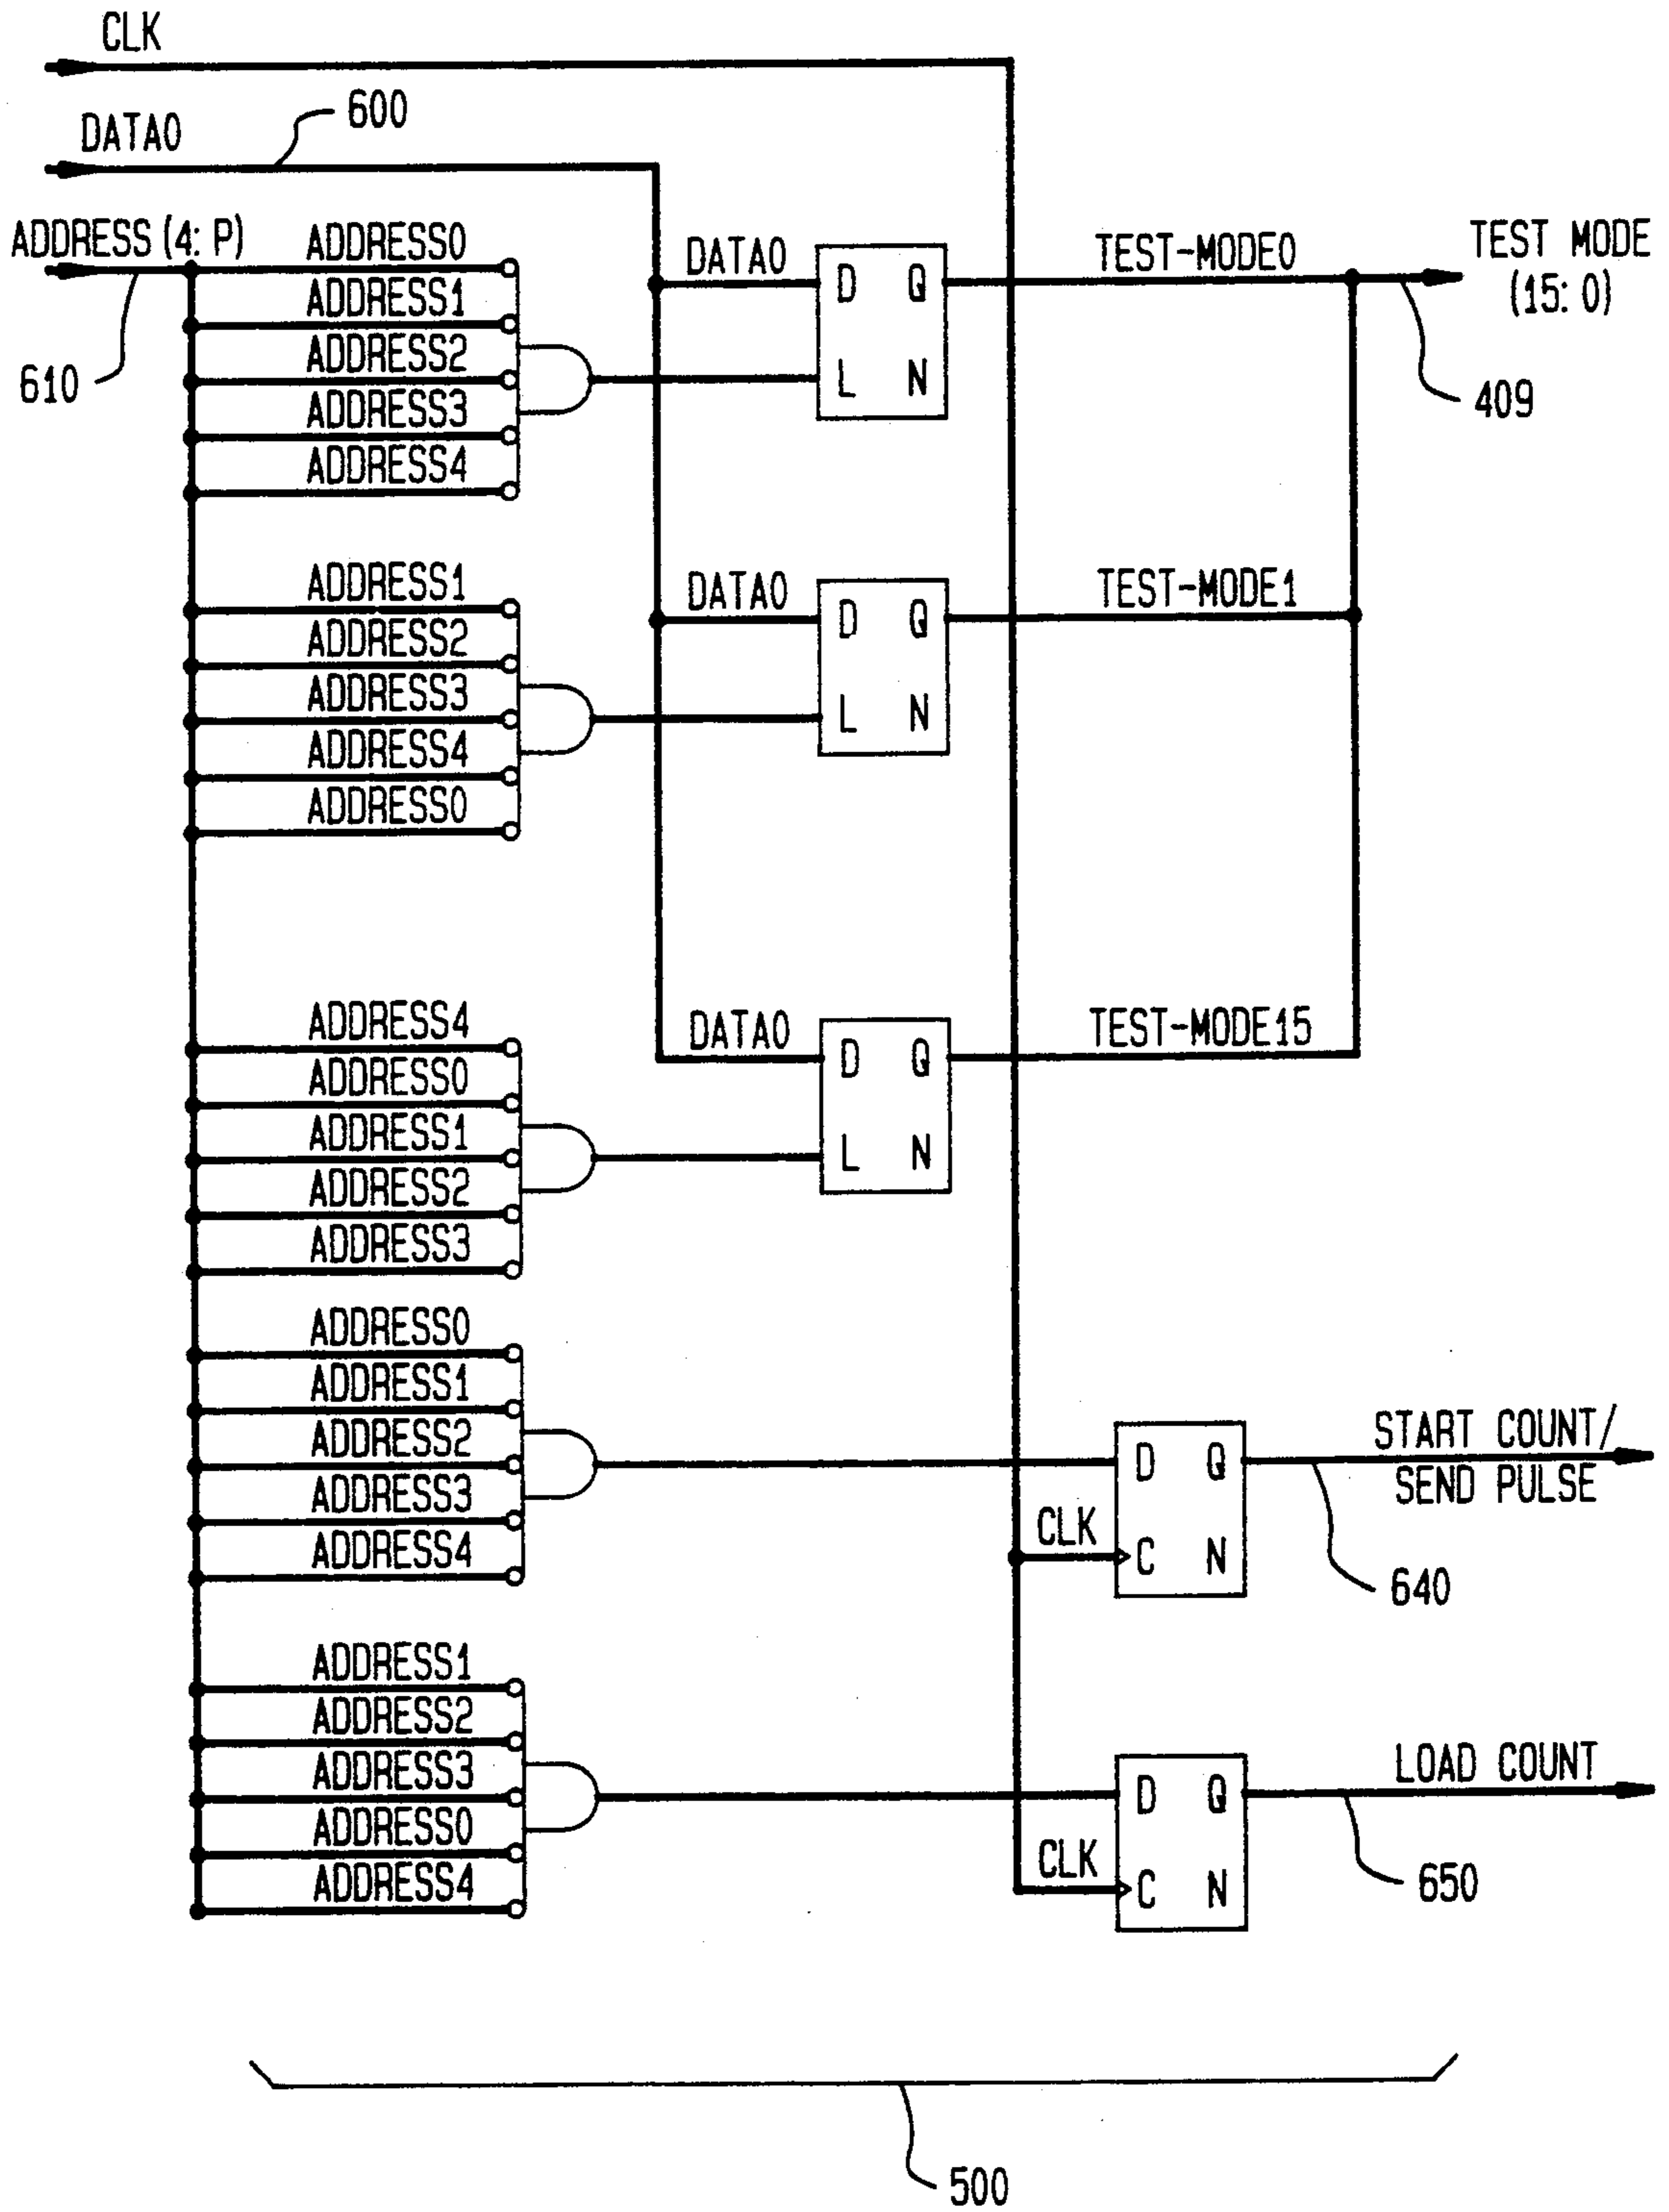 CLK
DATA0
600
ADDRESS (4: P)
610
ADDRESS0
ADDRESS1
ADDRESS2
ADDRESS3
ADDRESS4
DATA0
D Q
L N
TEST-MODE0
TEST MODE
(15: 0)
409
ADDRESS1
ADDRESS2
ADDRESS3
ADDRESS4
ADDRESS0
DATA0
D Q
L N
TEST-MODE1
ADDRESS4
ADDRESS0
ADDRESS1
ADDRESS2
ADDRESS3
DATA0
D Q
L N
TEST-MODE15
ADDRESS0
ADDRESS1
ADDRESS2
ADDRESS3
ADDRESS4
CLK
D Q
C N
START COUNT/
SEND PULSE
640
ADDRESS1
ADDRESS2
ADDRESS3
ADDRESS0
ADDRESS4
CLK
D Q
C N
LOAD COUNT
650
500